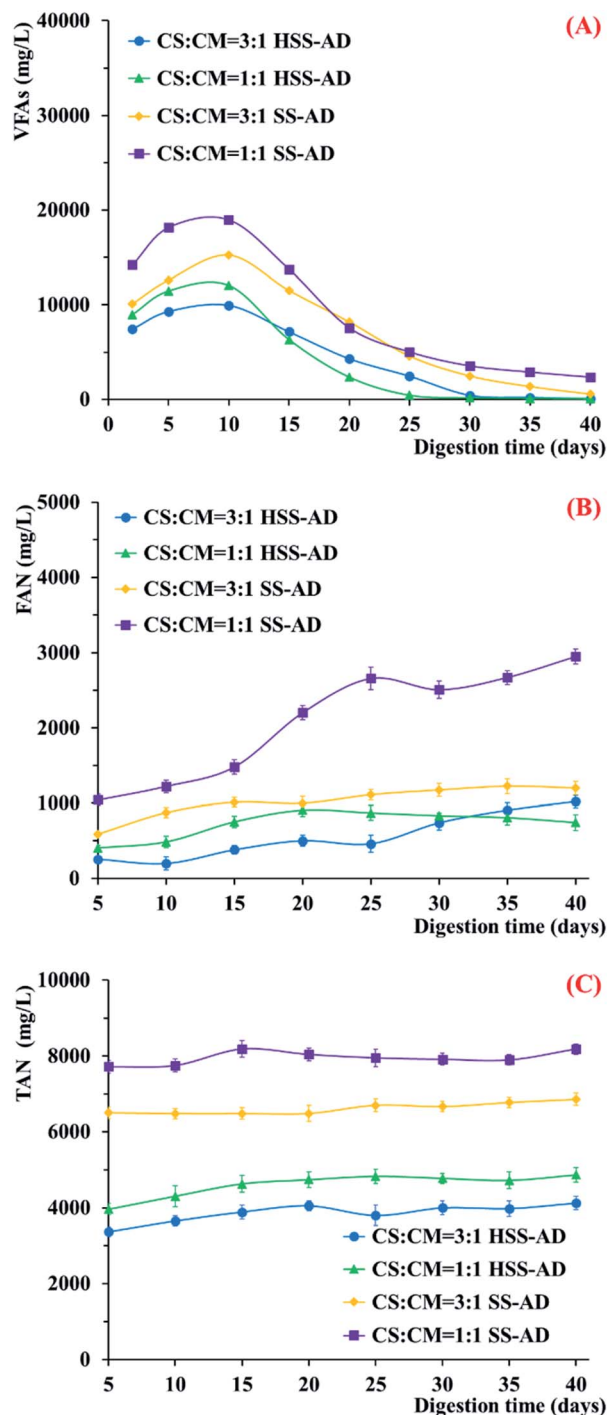 (A)
VFAs (mg/L)
40000
30000
20000
10000
0
CS:CM=3:1 HSS-AD
CS:CM=1:1 HSS-AD
CS:CM=3:1 SS-AD
CS:CM=1:1 SS-AD
0 5 10 15 20 25 30 35 40
Digestion time (days)
(B)
FAN (mg/L)
5000
4000
3000
2000
1000
0
CS:CM=3:1 HSS-AD
CS:CM=1:1 HSS-AD
CS:CM=3:1 SS-AD
CS:CM=1:1 SS-AD
5 10 15 20 25 30 35 40
Digestion time (days)
(C)
TAN (mg/L)
10000
8000
6000
4000
2000
0
CS:CM=3:1 HSS-AD
CS:CM=1:1 HSS-AD
CS:CM=3:1 SS-AD
CS:CM=1:1 SS-AD
5 10 15 20 25 30 35 40
Digestion time (days)